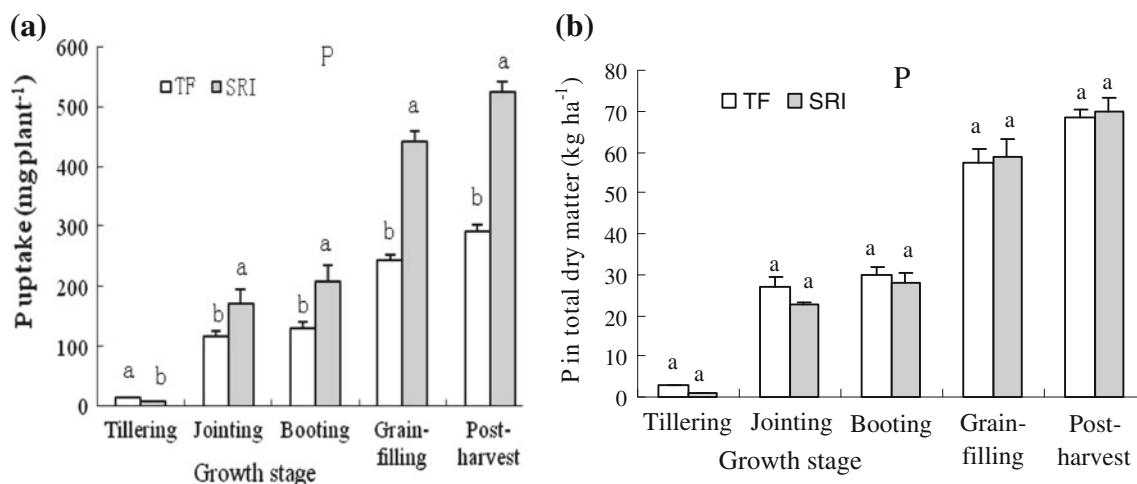 (a)
P uptake (mgplant-1)
600
500
400
300
200
100
0
P
TF SRI
a b
b a
b a
b a
b a
Tillering Jointing Booting Grain-filling Post-harvest
Growth stage
(b)
P in total dry matter (kg ha-1)
80
70
60
50
40
30
20
10
0
P
TF SRI
a a
a a
a a
a a
a a
Tillering Jointing Booting Grain-filling Post-harvest
Growth stage